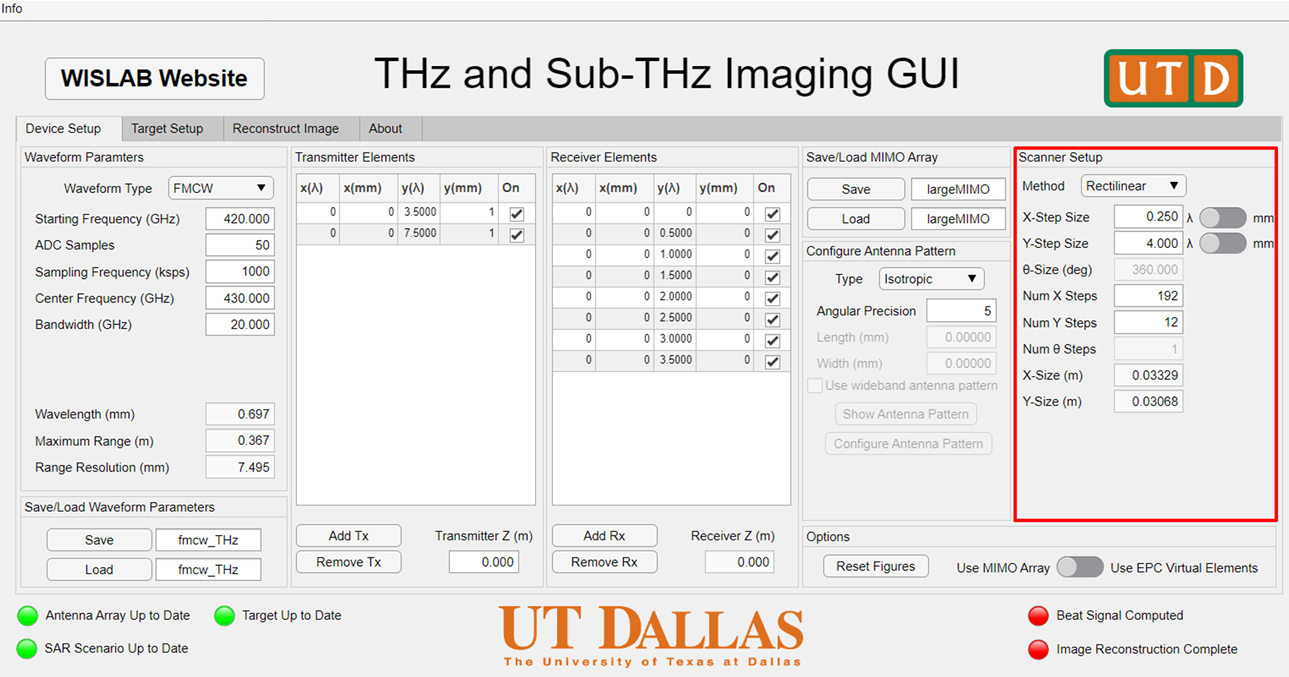 Info
WISLAB Website
THz and Sub-THz Imaging GUI
UTD
Device Setup Target Setup Reconstruct Image About
Waveform Paramters
Waveform Type FMCW
Starting Frequency (GHz) 420.000
ADC Samples 50
Sampling Frequency (ksps) 1000
Center Frequency (GHz) 430.000
Bandwidth (GHz) 20.000
Wavelength (mm) 0.697
Maximum Range (m) 0.367
Range Resolution (mm) 7.495
Save/Load Waveform Parameters
Save fmcw_THz
Load fmcw_THz
Transmitter Elements
x(λ) x(mm) y(λ) y(mm) On
0 0 3.5000 1
0 0 7.5000 1
Add Tx Transmitter Z (m)
Remove Tx 0.000
Receiver Elements
x(λ) x(mm) y(λ) y(mm) On
0 0 0 0
0 0 0.5000 0
0 0 1.0000 0
0 0 1.5000 0
0 0 2.0000 0
0 0 2.5000 0
0 0 3.0000 0
0 0 3.5000 0
Add Rx Receiver Z (m)
Remove Rx 0.000
Save/Load MIMO Array
Save largeMIMO
Load largeMIMO
Configure Antenna Pattern
Type Isotropic
Angular Precision 5
Length (mm) 0.00000
Width (mm) 0.00000
Use wideband antenna pattern
Show Antenna Pattern
Configure Antenna Pattern
Scanner Setup
Method Rectilinear
X-Step Size 0.250 λ mm
Y-Step Size 4.000 λ mm
θ-Size (deg) 360.000
Num X Steps 192
Num Y Steps 12
Num θ Steps 1
X-Size (m) 0.03329
Y-Size (m) 0.03068
Options
Reset Figures Use MIMO Array Use EPC Virtual Elements
Antenna Array Up to Date Target Up to Date
SAR Scenario Up to Date
UT DALLAS
The University of Texas at Dallas
Beat Signal Computed
Image Reconstruction Complete